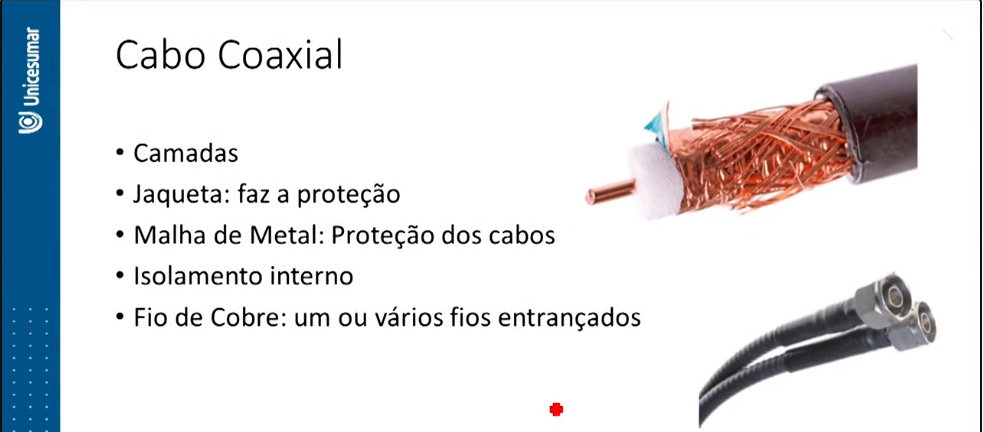 Unicesumar
Cabo Coaxial
• Camadas
• Jaqueta: faz a proteção
• Malha de Metal: Proteção dos cabos
• Isolamento interno
• Fio de Cobre: um ou vários fios entrançados